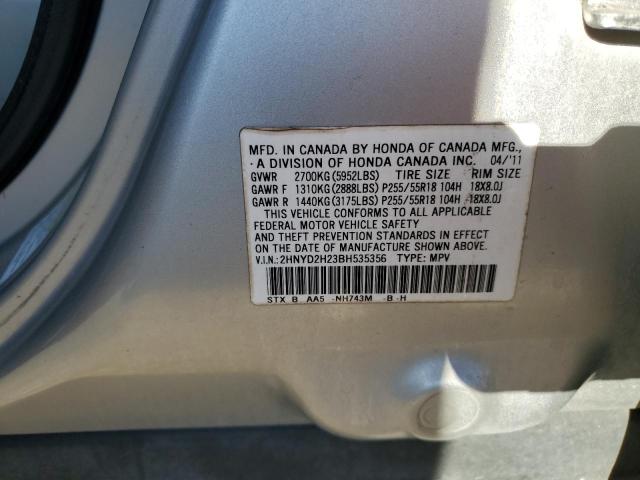 MFD. IN CANADA BY HONDA OF CANADA MFG.,
A DIVISION OF HONDA CANADA INC. 04/'11
GVWR 2700KG(5952LBS) TIRE SIZE RIM SIZE
GAWR F 1310KG(2888LBS) P255/55R18 104H 18X8.0J
GAWR R 1440KG(3175LBS) P255/55R18 104H 18X8.0J
THIS VEHICLE CONFORMS TO ALL APPLICABLE
FEDERAL MOTOR VEHICLE SAFETY
AND THEFT PREVENTION STANDARDS IN EFFECT
ON THE DATE OF MANUFACTURE SHOWN ABOVE.
V.I.N.: 2HNYD2H23BH535356 TYPE: MPV
STX B AA5 -NH743M -B -H